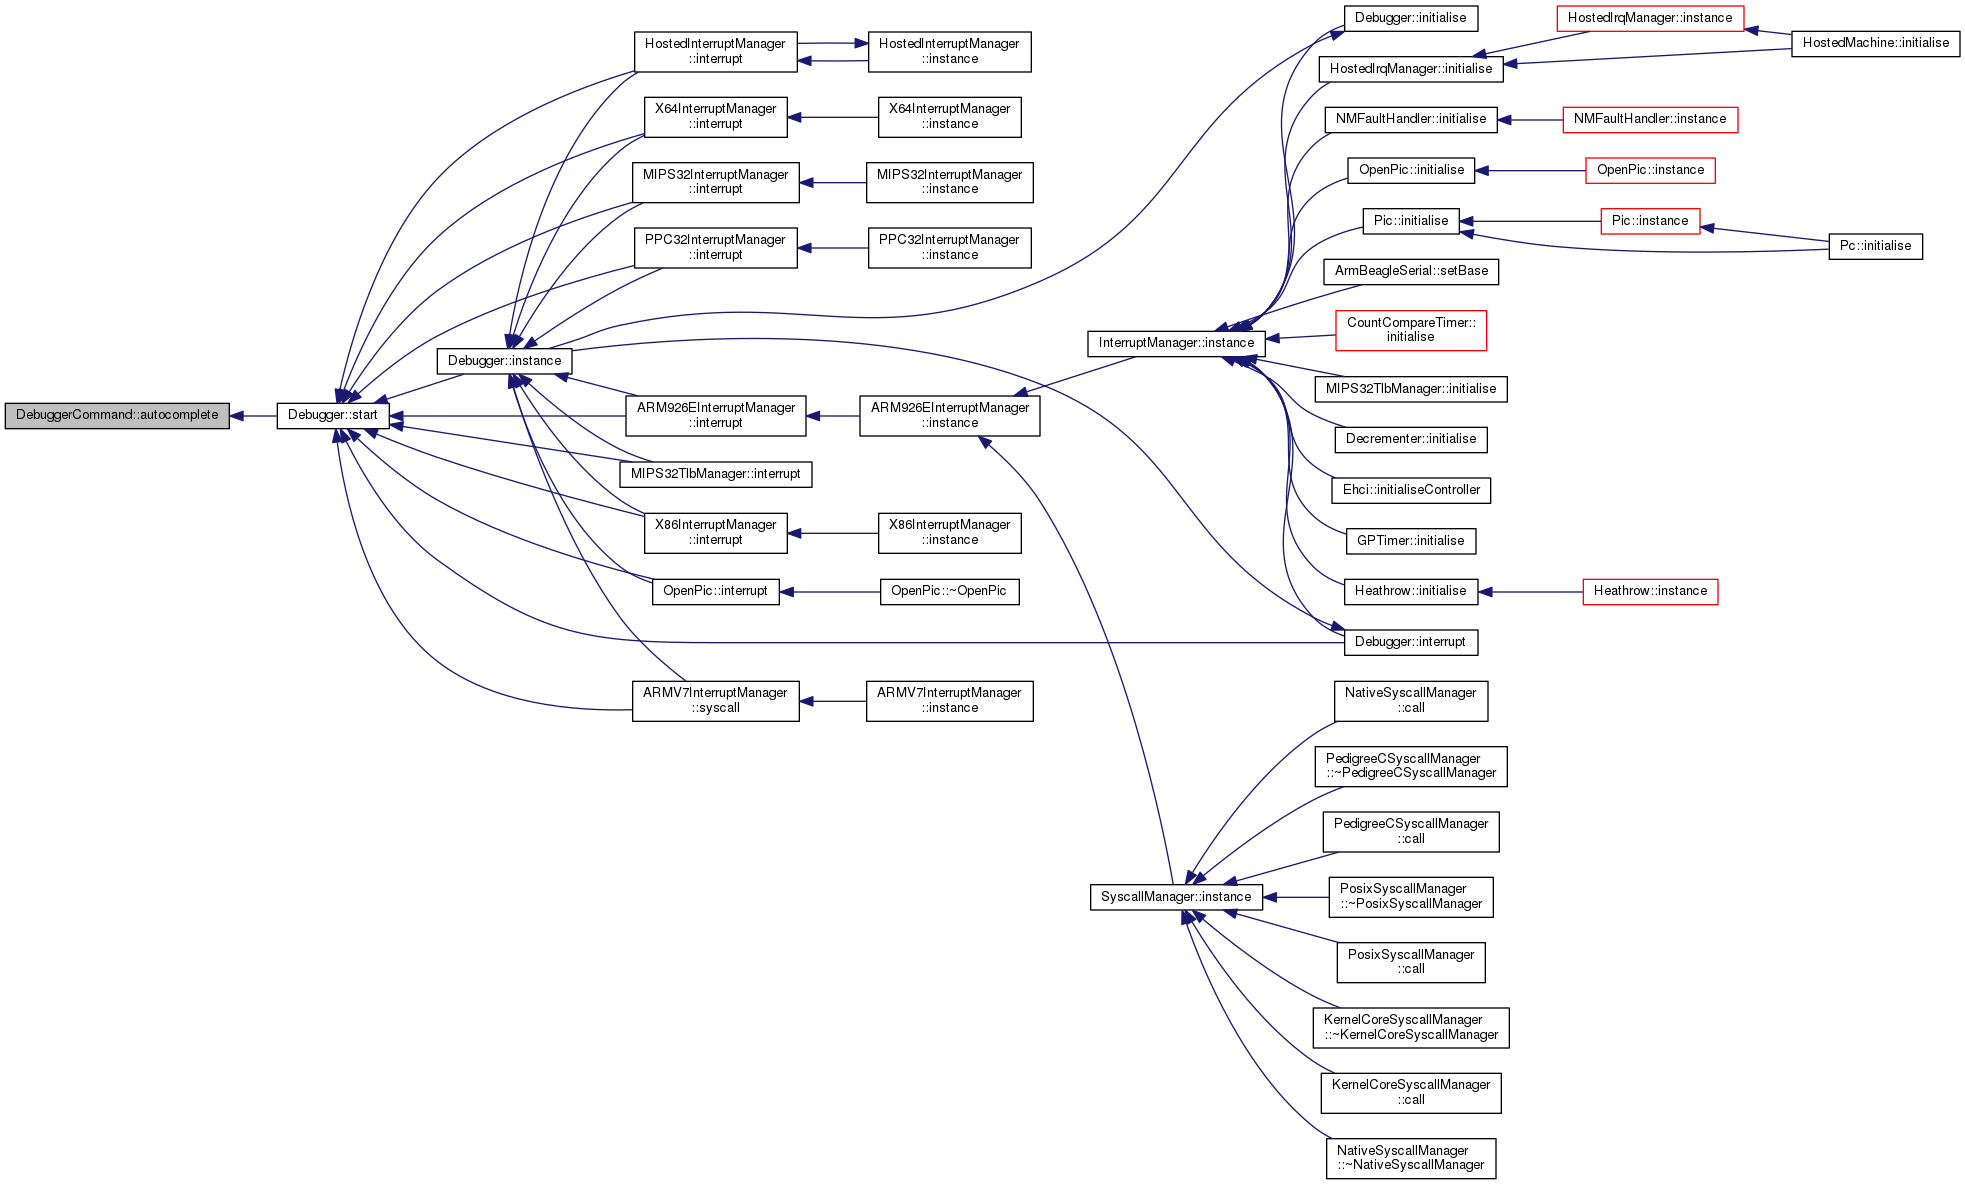 DebuggerCommand::autocomplete
Debugger::start
Debugger::instance
HostedInterruptManager
::interrupt
X64InterruptManager
::interrupt
MIPS32InterruptManager
::interrupt
PPC32InterruptManager
::interrupt
ARM926EInterruptManager
::interrupt
MIPS32TlbManager::interrupt
X86InterruptManager
::interrupt
OpenPic::interrupt
ARMV7InterruptManager
::syscall
HostedInterruptManager
::instance
X64InterruptManager
::instance
MIPS32InterruptManager
::instance
PPC32InterruptManager
::instance
ARM926EInterruptManager
::instance
X86InterruptManager
::instance
OpenPic::~OpenPic
ARMV7InterruptManager
::instance
InterruptManager::instance
SyscallManager::instance
Debugger::initialise
HostedIrqManager::initialise
NMFaultHandler::initialise
OpenPic::initialise
Pic::initialise
ArmBeagleSerial::setBase
CountCompareTimer::
initialise
MIPS32TlbManager::initialise
Decrementer::initialise
Ehci::initialiseController
GPTimer::initialise
Heathrow::initialise
Debugger::interrupt
NativeSyscallManager
::call
PedigreeCSyscallManager
::~PedigreeCSyscallManager
PedigreeCSyscallManager
::call
PosixSyscallManager
::~PosixSyscallManager
PosixSyscallManager
::call
KernelCoreSyscallManager
::~KernelCoreSyscallManager
KernelCoreSyscallManager
::call
NativeSyscallManager
::~NativeSyscallManager
HostedIrqManager::instance
NMFaultHandler::instance
OpenPic::instance
Pic::instance
Heathrow::instance
HostedMachine::initialise
Pc::initialise